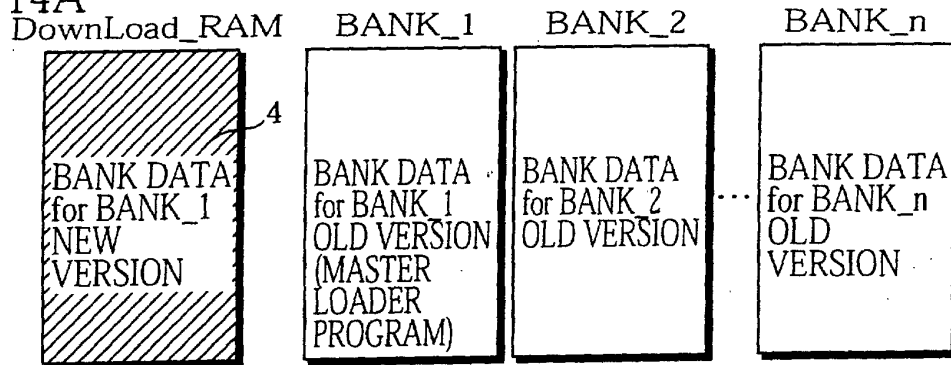 14A
DownLoad_RAM
BANK_1
BANK_2
BANK_n
4
BANK DATA
for BANK_1
NEW
VERSION
BANK DATA
for BANK_1
OLD VERSION
(MASTER
LOADER
PROGRAM)
BANK DATA
for BANK_2
OLD VERSION
...
BANK DATA
for BANK_n
OLD
VERSION